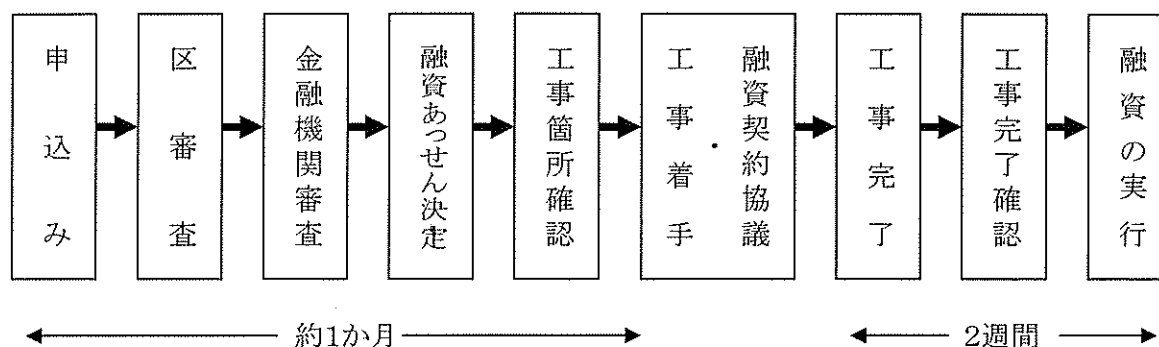 申込み
区審査
金融機関審査
融資あっせん決定
工事箇所確認
融資契約協議・
工事着手
工事完了
工事完了確認
融資の実行
約1か月
2週間